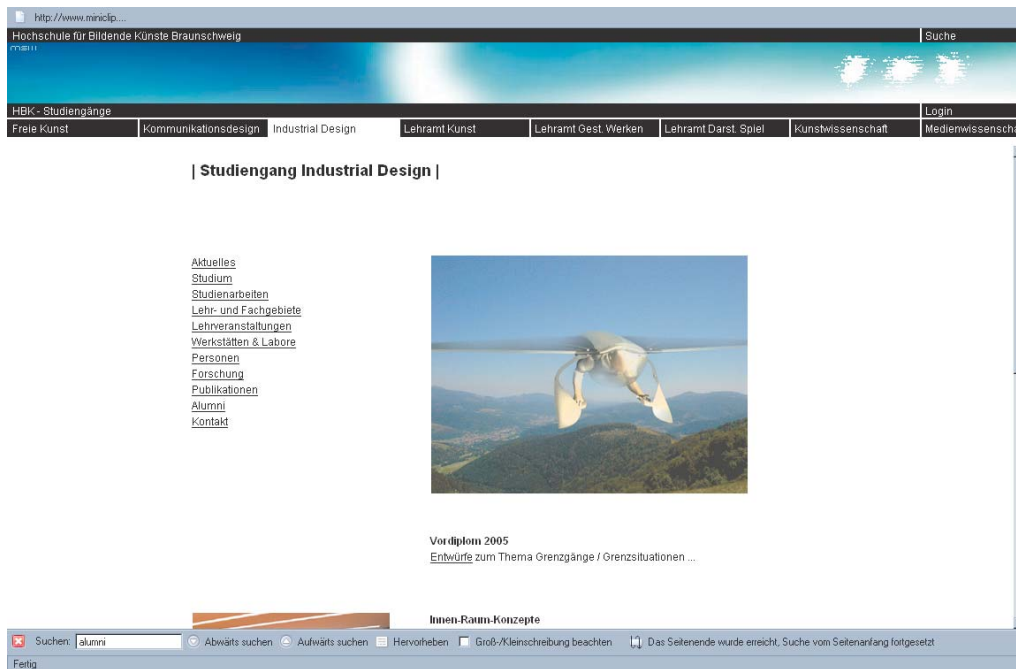 http://www.miniclip....
Hochschule für Bildende Künste Braunschweig
Suche
HBK - Studiengänge
Login
Freie Kunst
Kommunikationsdesign
Industrial Design
Lehramt Kunst
Lehramt Gest. Werken
Lehramt Darst. Spiel
Kunstwissenschaft
Medienwissenscha
| Studiengang Industrial Design |
Aktuelles
Studium
Studienarbeiten
Lehr- und Fachgebiete
Lehrveranstaltungen
Werkstätten & Labore
Personen
Forschung
Publikationen
Alumni
Kontakt
Vordiplom 2005
Entwürfe zum Thema Grenzgänge / Grenzsituationen ...
Innen-Raum-Konzepte
Suchen: alumni Abwärts suchen Aufwärts suchen Hervorheben Groß-/Kleinschreibung beachten Das Seitenende wurde erreicht, Suche vom Seitenanfang fortgesetzt
Fertig